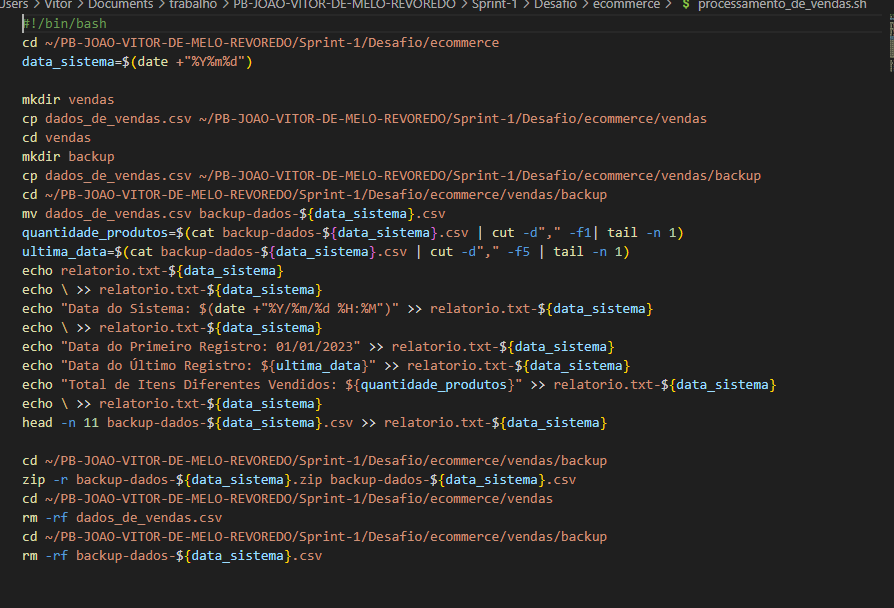 Users > Vitor > Documents > trabalho > PB-JOAO-VITOR-DE-MELO-REVOREDO > Sprint-1 > Desafio > ecommerce > $ processamento_de_vendas.sh
#!/bin/bash
cd ~/PB-JOAO-VITOR-DE-MELO-REVOREDO/Sprint-1/Desafio/ecommerce
data_sistema=$(date +"%Y%m%d")
mkdir vendas
cp dados_de_vendas.csv ~/PB-JOAO-VITOR-DE-MELO-REVOREDO/Sprint-1/Desafio/ecommerce/vendas
cd vendas
mkdir backup
cp dados_de_vendas.csv ~/PB-JOAO-VITOR-DE-MELO-REVOREDO/Sprint-1/Desafio/ecommerce/vendas/backup
cd ~/PB-JOAO-VITOR-DE-MELO-REVOREDO/Sprint-1/Desafio/ecommerce/vendas/backup
mv dados_de_vendas.csv backup-dados-${data_sistema}.csv
quantidade_produtos=$(cat backup-dados-${data_sistema}.csv | cut -d"," -f1| tail -n 1)
ultima_data=$(cat backup-dados-${data_sistema}.csv | cut -d"," -f5 | tail -n 1)
echo relatorio.txt-${data_sistema}
echo \ >> relatorio.txt-${data_sistema}
echo "Data do Sistema: $(date +"%Y/%m/%d %H:%M")" >> relatorio.txt-${data_sistema}
echo \ >> relatorio.txt-${data_sistema}
echo "Data do Primeiro Registro: 01/01/2023" >> relatorio.txt-${data_sistema}
echo "Data do Último Registro: ${ultima_data}" >> relatorio.txt-${data_sistema}
echo "Total de Itens Diferentes Vendidos: ${quantidade_produtos}" >> relatorio.txt-${data_sistema}
echo \ >> relatorio.txt-${data_sistema}
head -n 11 backup-dados-${data_sistema}.csv >> relatorio.txt-${data_sistema}
cd ~/PB-JOAO-VITOR-DE-MELO-REVOREDO/Sprint-1/Desafio/ecommerce/vendas/backup
zip -r backup-dados-${data_sistema}.zip backup-dados-${data_sistema}.csv
cd ~/PB-JOAO-VITOR-DE-MELO-REVOREDO/Sprint-1/Desafio/ecommerce/vendas
rm -rf dados_de_vendas.csv
cd ~/PB-JOAO-VITOR-DE-MELO-REVOREDO/Sprint-1/Desafio/ecommerce/vendas/backup
rm -rf backup-dados-${data_sistema}.csv